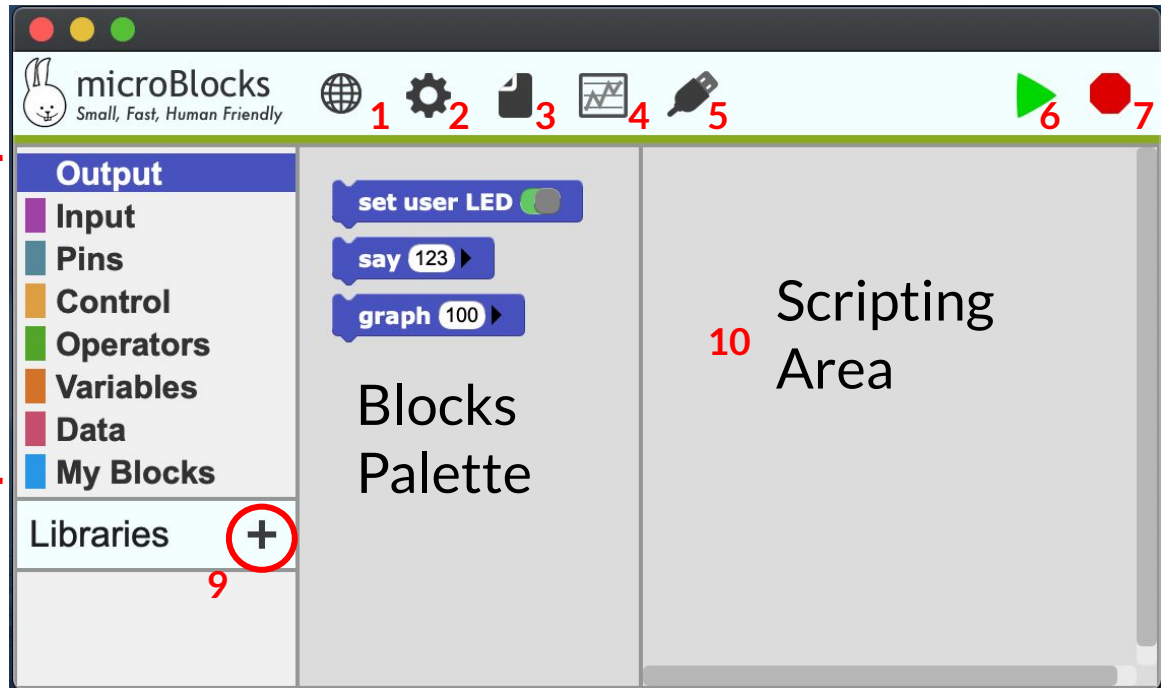 microBlocks
Small, Fast, Human Friendly
1 2 3 4 5 6 7
Output
Input
Pins
Control
Operators
Variables
Data
My Blocks
Libraries +
9
set user LED
say 123
graph 100
Blocks
Palette
10
Scripting
Area